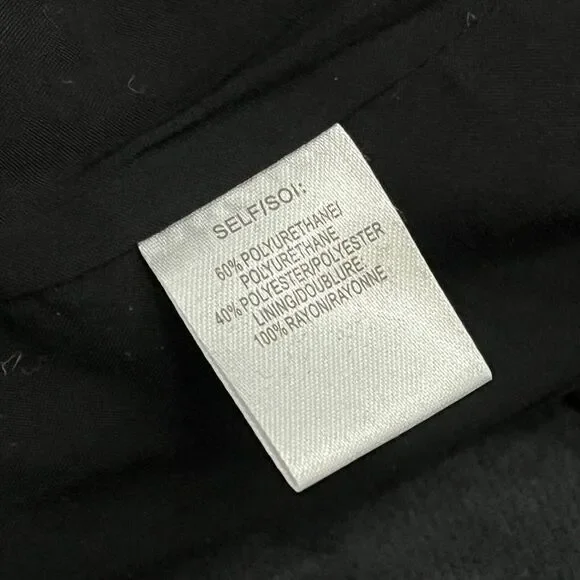 SELF/SOI:
60% POLYURETHANE/
POLYURETHANE
40% POLYESTER/POLYESTER
LINING/DOUBLURE.
100% RAYON/RAYONNE